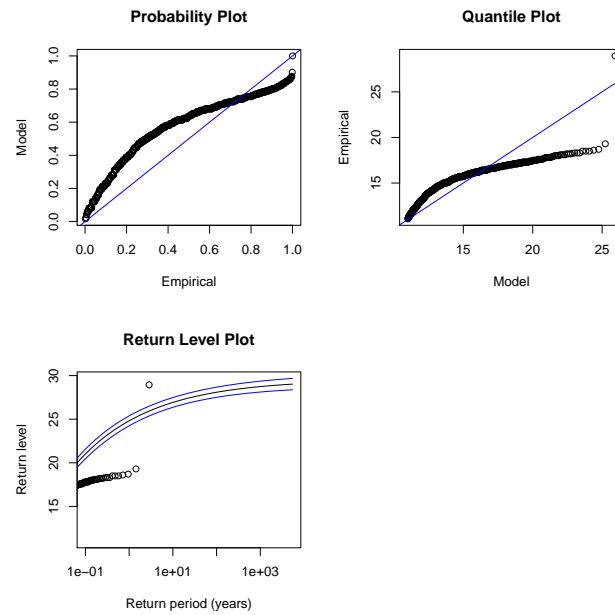 Probability Plot
Model
0.0 0.2 0.4 0.6 0.8 1.0
0.0 0.2 0.4 0.6 0.8 1.0
Empirical
Quantile Plot
Empirical
15 20 25
15 20 25
Model
Return Level Plot
Return level
15 20 25 30
1e−01 1e+01 1e+03
Return period (years)